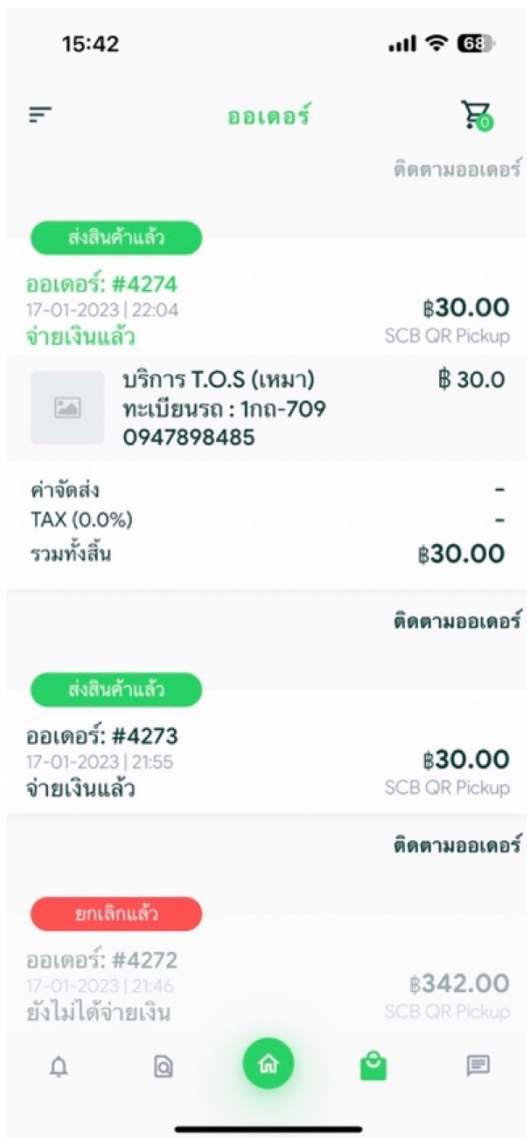 15:42
68
ออเดอร์
0
ติดตามออเดอร์
ส่งสินค้าแล้ว
ออเดอร์: #4274
17-01-2023 | 22:04
฿30.00
จ่ายเงินแล้ว
SCB QR Pickup
บริการ T.O.S (เหมา)
฿ 30.0
ทะเบียนรถ : 1กถ-709
0947898485
ค่าจัดส่ง -
TAX (0.0%) -
รวมทั้งสิ้น ฿30.00
ติดตามออเดอร์
ส่งสินค้าแล้ว
ออเดอร์: #4273
17-01-2023 | 21:55
฿30.00
จ่ายเงินแล้ว
SCB QR Pickup
ติดตามออเดอร์
ยกเลิกแล้ว
ออเดอร์: #4272
17-01-2023 | 21:46
฿342.00
ยังไม่ได้จ่ายเงิน
SCB QR Pickup